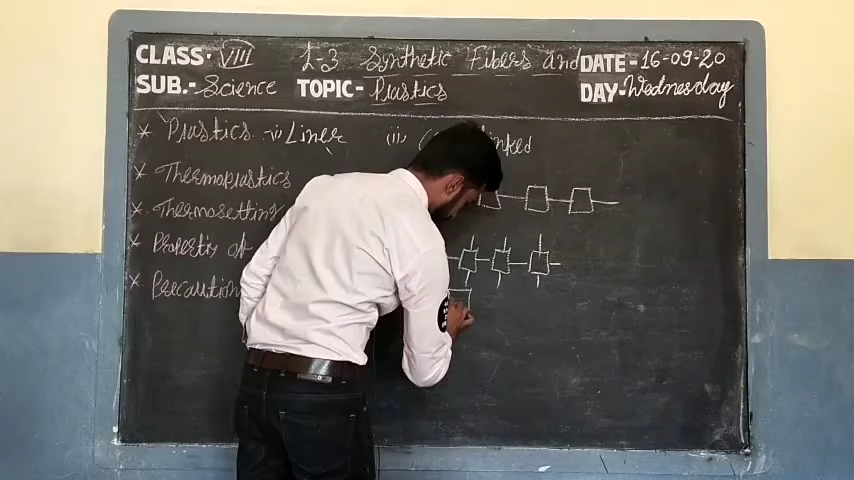 CLASS- VIII L-3 Synthetic Fibers and DATE - 16-09-20
SUB.- Science TOPIC- Plastics DAY- Wednesday
* Plastics - (i) Liner (ii)
* Thermoplastics
* Thermosetting
* Property of
* Precaution